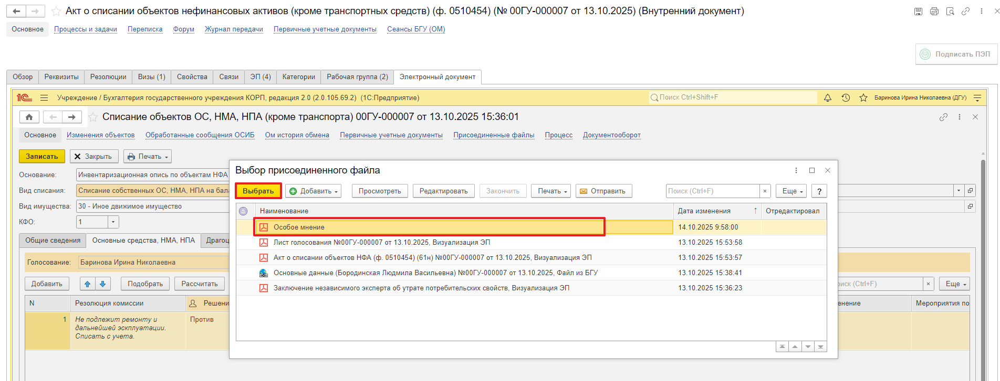 Акт о списании объектов нефинансовых активов (кроме транспортных средств) (ф. 0510454) (№ 00ГУ-000007 от 13.10.2025) (Внутренний документ)
Основное Процессы и задачи Переписка Форум Журнал передачи Первичные учетные документы Сеансы БГУ (ОМ)
Подписать ПЭП
Обзор Реквизиты Резолюции Визы (1) Свойства Связи ЭП (4) Категории Рабочая группа (2) Электронный документ
1С Учреждение / Бухгалтерия государственного учреждения КОРП, редакция 2.0 (2.0.105.69.2) (1С:Предприятие) Поиск Ctrl+Shift+F Баринова Ирина Николаевна (ДГУ)
Списание объектов ОС, НМА, НПА (кроме транспорта) 00ГУ-000007 от 13.10.2025 15:36:01
Основное Изменения объектов Обработанные сообщения ОСИБ Ом история обмена Первичные учетные документы Присоединенные файлы Процесс Документооборот
Записать Закрыть Печать
Основание: Инвентаризационная опись по объектам НФА
Вид списания: Списание собственных ОС, НМА, НПА на бал
Вид имущества: 30 - Иное движимое имущество
КФО: 1
Общие сведения Основные средства, НМА, НПА Драгоц
Голосование: Баринова Ирина Николаевна
Добавить Подобрать Рассчитать иск (Ctrl+F) × Еще
N Резолюция комиссии Решени енение Мероприятия по
1 Не подлежит ремонту и Против
дальнейшей эскплуатации.
Списать с учета.
Выбор присоединенного файла
Выбрать Добавить Просмотреть Редактировать Закончить Печать Отправить Поиск (Ctrl+F) × Еще ?
Наименование Дата изменения ↑ Отредактировал
Особое мнение 14.10.2025 9:58:00
Лист голосования №00ГУ-000007 от 13.10.2025, Визуализация ЭП 13.10.2025 15:53:58
Акт о списании объектов НФА (ф. 0510454) (61н) №00ГУ-000007 от 13.10.2025, Визуализация ЭП 13.10.2025 15:53:57
Основные данные (Бородинская Людмила Васильевна) №00ГУ-000007 от 13.10.2025, Файл из БГУ 13.10.2025 15:38:41
Заключение независимого эксперта об утрате потребительских свойств, Визуализация ЭП 13.10.2025 15:36:23